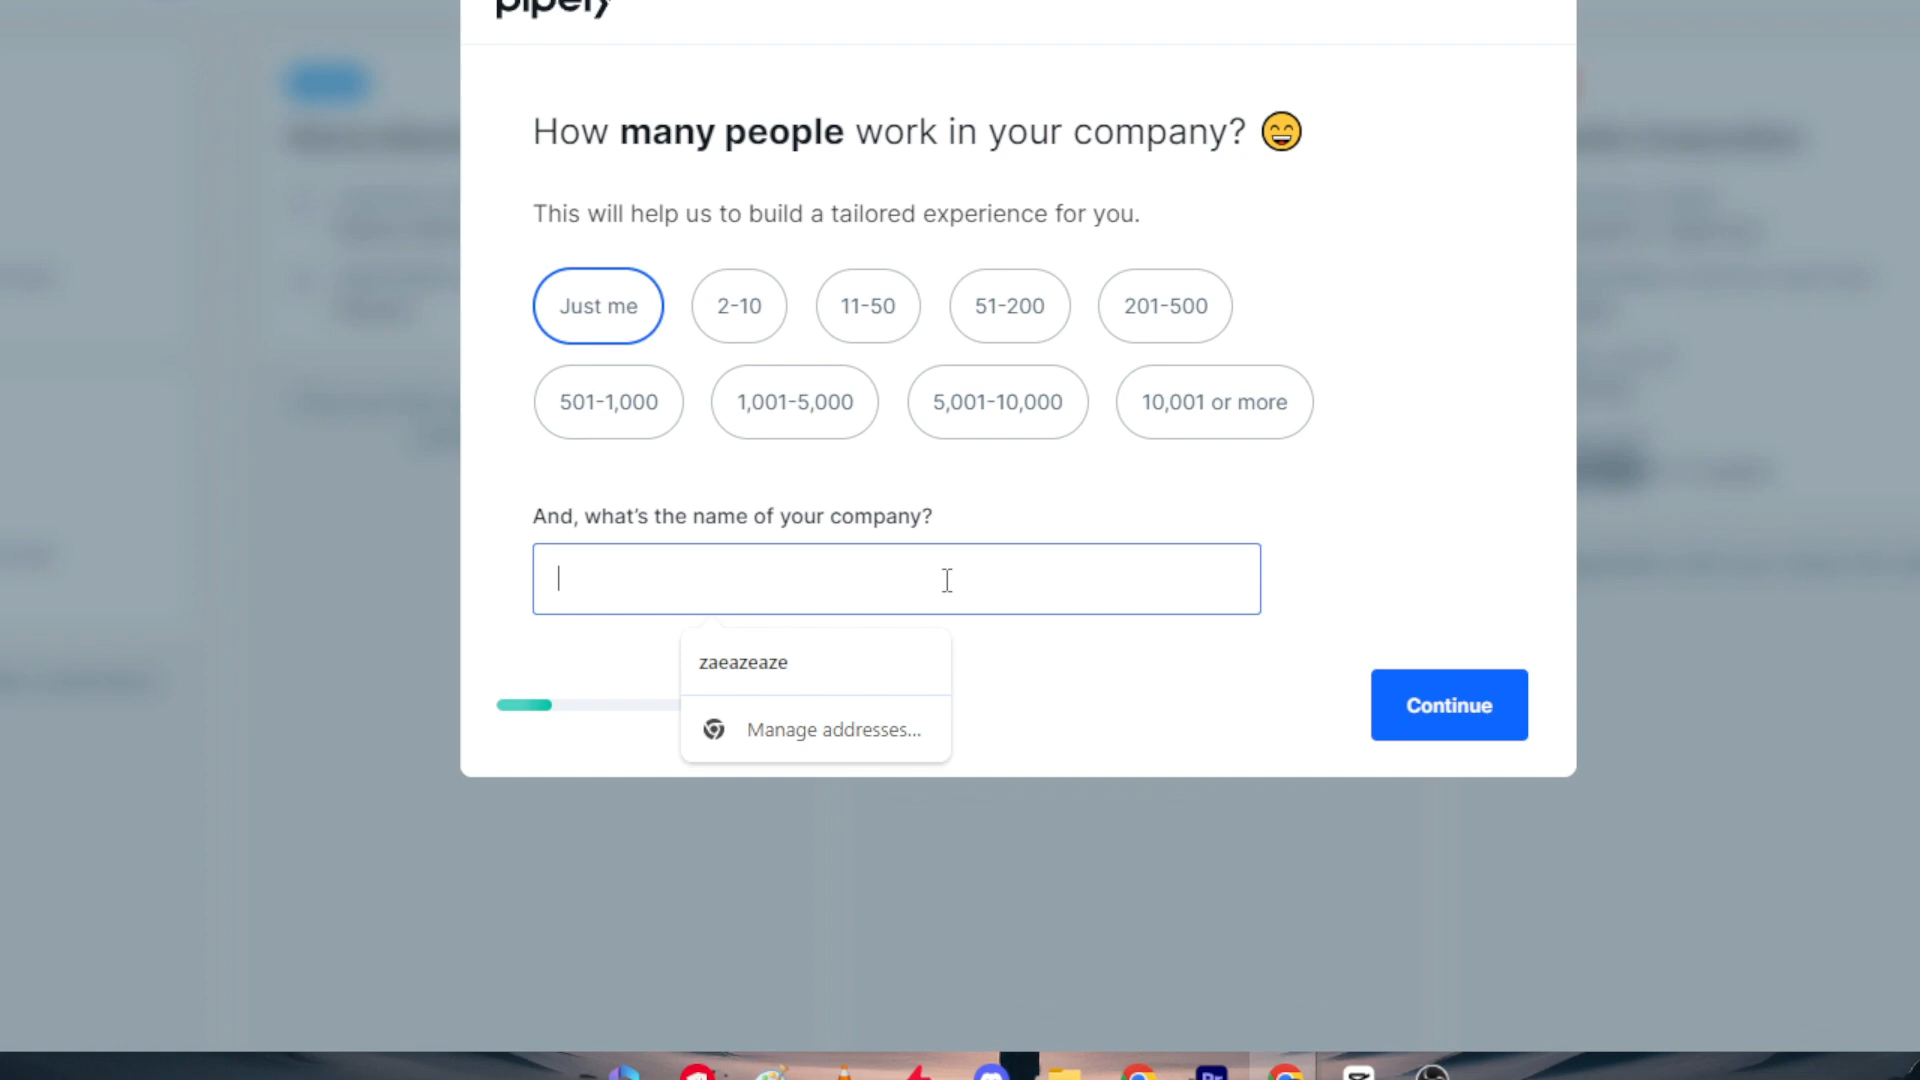 pipefy
How many people work in your company?
This will help us to build a tailored experience for you.
Just me
2-10
11-50
51-200
201-500
501-1,000
1,001-5,000
5,001-10,000
10,001 or more
And, what's the name of your company?
zaeazeaze
Manage addresses...
Continue
Pr